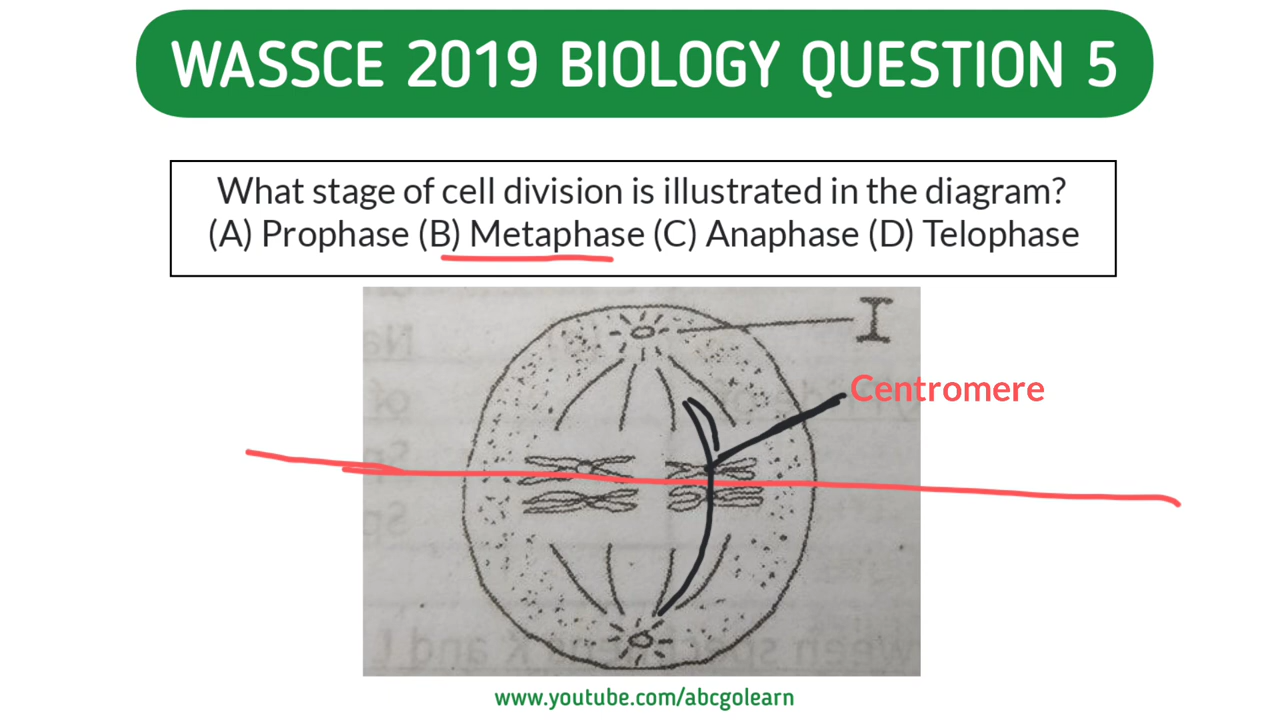 WASSCE 2019 BIOLOGY QUESTION 5
What stage of cell division is illustrated in the diagram?
(A) Prophase (B) Metaphase (C) Anaphase (D) Telophase
I
Centromere
www.youtube.com/abcgolearn